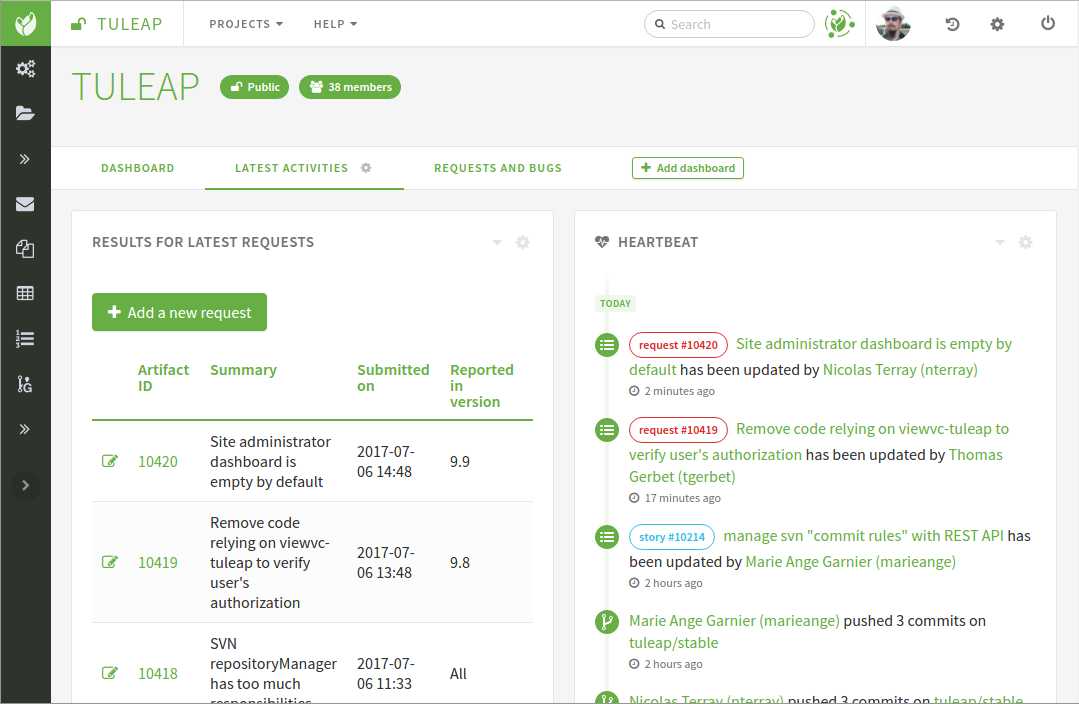 TULEAP
PROJECTS
HELP
Search
TULEAP
Public
38 members
DASHBOARD
LATEST ACTIVITIES
REQUESTS AND BUGS
Add dashboard
RESULTS FOR LATEST REQUESTS
Add a new request
Artifact
ID
Summary
Submitted
on
Reported
in
version
10420
Site administrator
dashboard is
empty by default
2017-07-
06 14:48
9.9
10419
Remove code
relying on viewvc-
tuleap to verify
user's
authorization
2017-07-
06 13:48
9.8
10418
SVN
repositoryManager
has too much
responsibilities
2017-07-
06 11:33
All
HEARTBEAT
TODAY
request #10420 Site administrator dashboard is empty by
default has been updated by Nicolas Terray (nterray)
2 minutes ago
request #10419 Remove code relying on viewvc-tuleap to
verify user's authorization has been updated by Thomas
Gerbet (tgerbet)
17 minutes ago
story #10214 manage svn "commit rules" with REST API has
been updated by Marie Ange Garnier (marieange)
2 hours ago
Marie Ange Garnier (marieange) pushed 3 commits on
tuleap/stable
2 hours ago
Nicolas Terray (nterray) pushed 3 commits on tuleap/stable